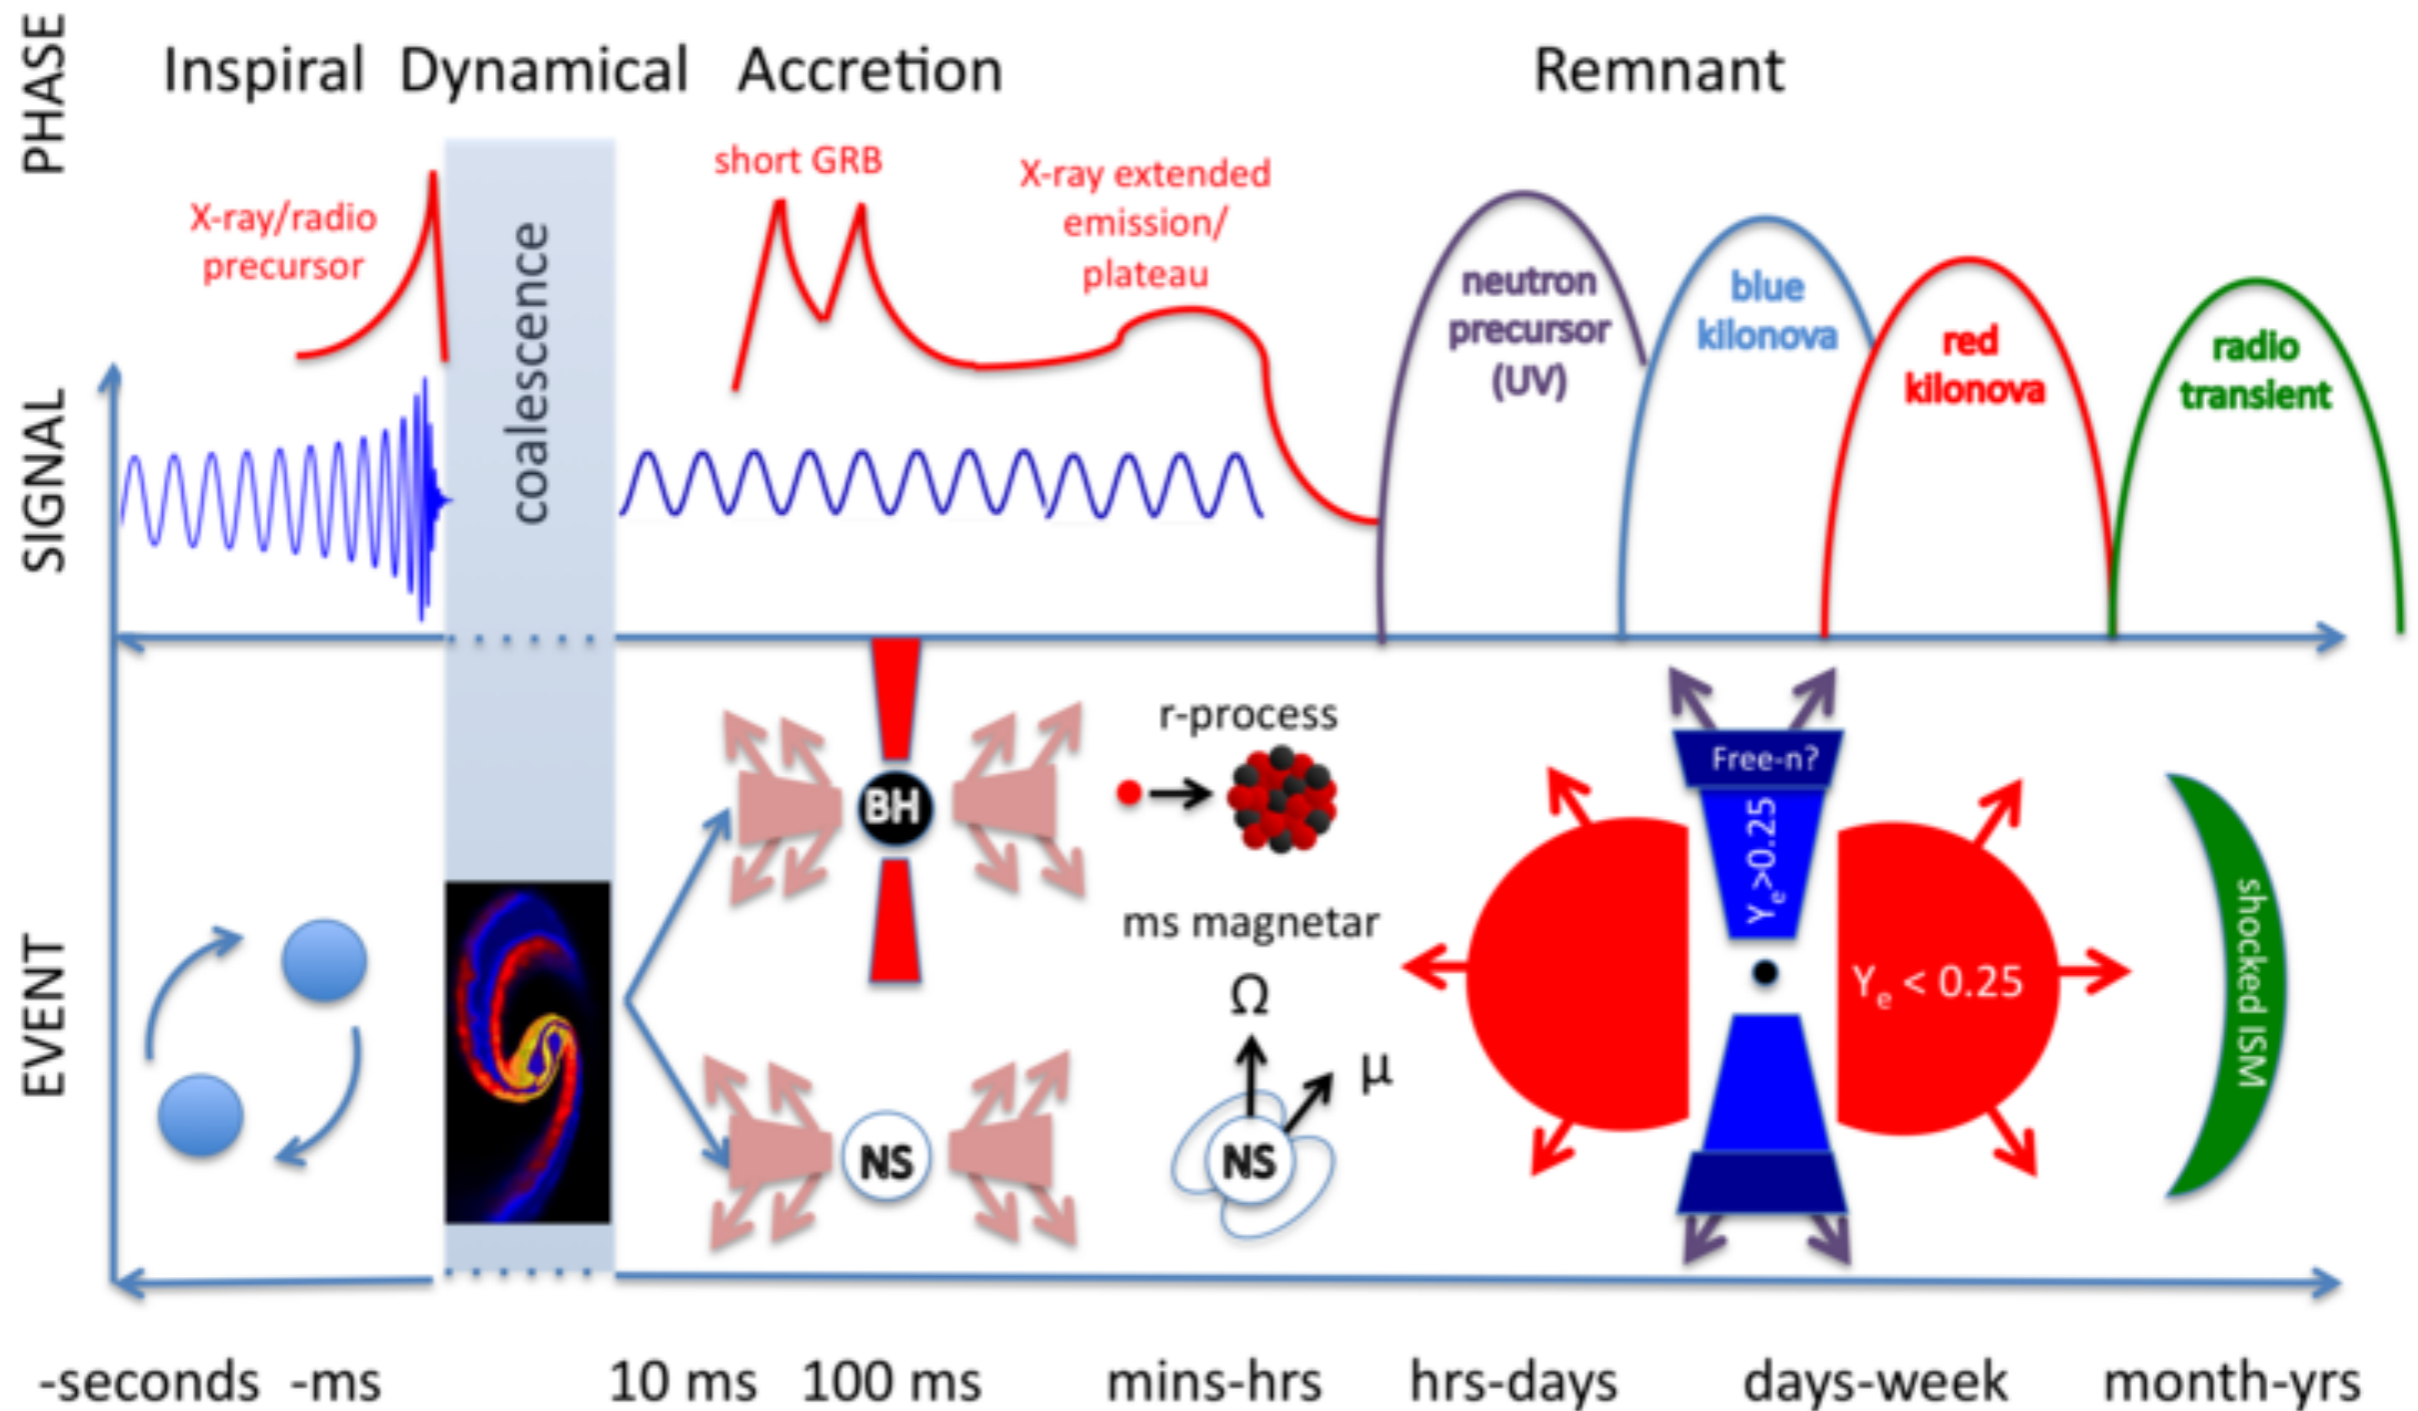 PHASE
Inspiral
Dynamical
Accretion
Remnant
SIGNAL
X-ray/radio
precursor
coalescence
short GRB
X-ray extended
emission/
plateau
neutron
precursor
(UV)
blue
kilonova
red
kilonova
radio
transient
EVENT
BH
NS
r-process
ms magnetar
Ω
μ
NS
Free-n?
Yₑ >0.25
Yₑ < 0.25
shocked ISM
-seconds
-ms
10 ms
100 ms
mins-hrs
hrs-days
days-week
month-yrs